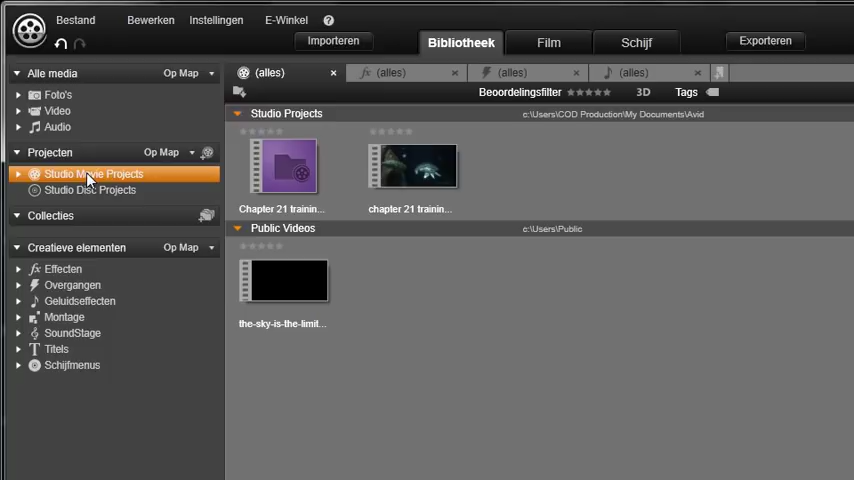 Bestand Bewerken Instellingen E-Winkel ?
Importeren Bibliotheek Film Schijf Exporteren
Alle media Op Map
Foto's
Video
Audio
Projecten Op Map
Studio Movie Projects
Studio Disc Projects
Collecties
Creatieve elementen Op Map
Effecten
Overgangen
Geluidseffecten
Montage
SoundStage
Titels
Schijfmenus
(alles) x fx (alles) x (alles) x (alles) x
Beoordelingsfilter 3D Tags
Studio Projects c:\Users\COD Production\My Documents\Avid
Chapter 21 trainin... chapter 21 trainin...
Public Videos c:\Users\Public
the-sky-is-the-limit...